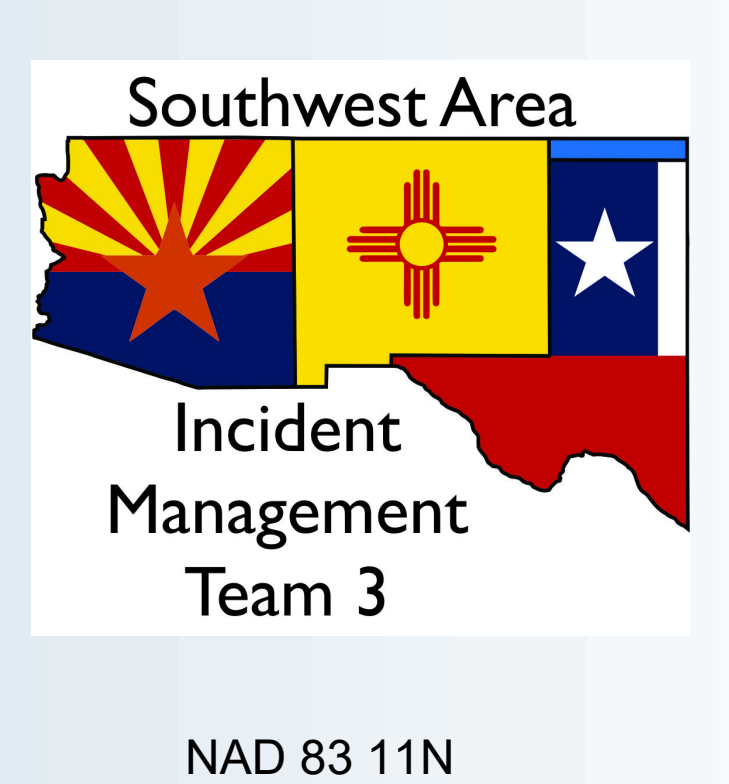 Southwest Area
Incident
Management
Team 3
NAD 83 11N